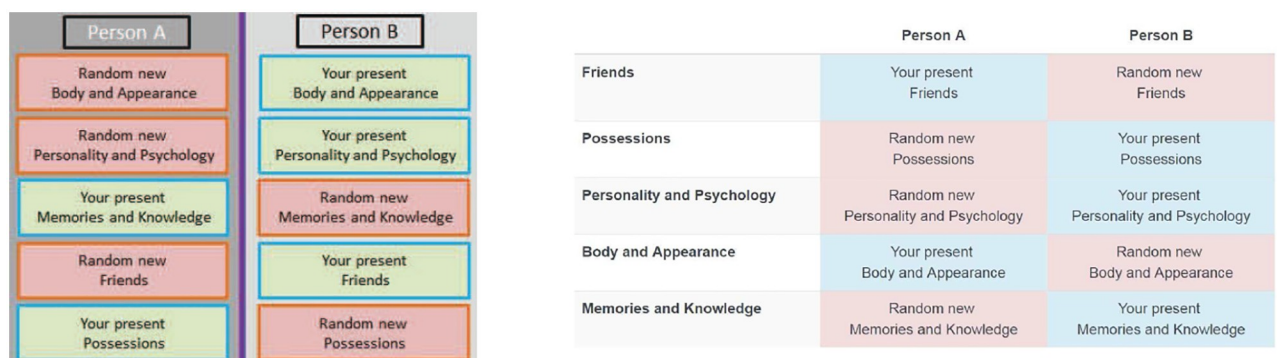 Person A
Person B
Random new
Body and Appearance
Your present
Body and Appearance
Random new
Personality and Psychology
Your present
Personality and Psychology
Your present
Memories and Knowledge
Random new
Memories and Knowledge
Random new
Friends
Your present
Friends
Your present
Possessions
Random new
Possessions
Person A
Person B
Friends
Your present
Friends
Random new
Friends
Possessions
Random new
Possessions
Your present
Possessions
Personality and Psychology
Random new
Personality and Psychology
Your present
Personality and Psychology
Body and Appearance
Your present
Body and Appearance
Random new
Body and Appearance
Memories and Knowledge
Random new
Memories and Knowledge
Your present
Memories and Knowledge